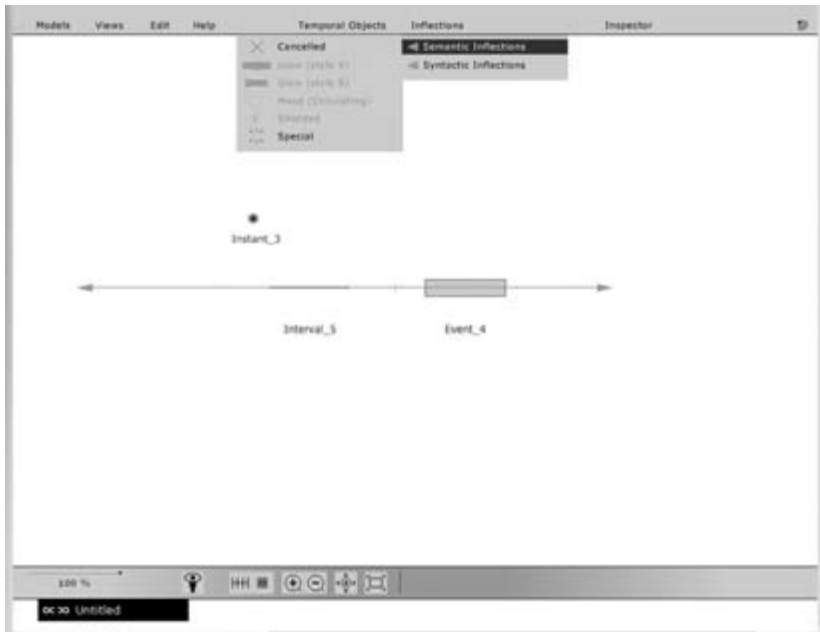 Models Views Edit Help Temporal Objects Inflections Inspector
Cancelled
Semantic Inflections
Syntactic Inflections
Special
Instant_3
Interval_5 Event_4
100 %
Untitled